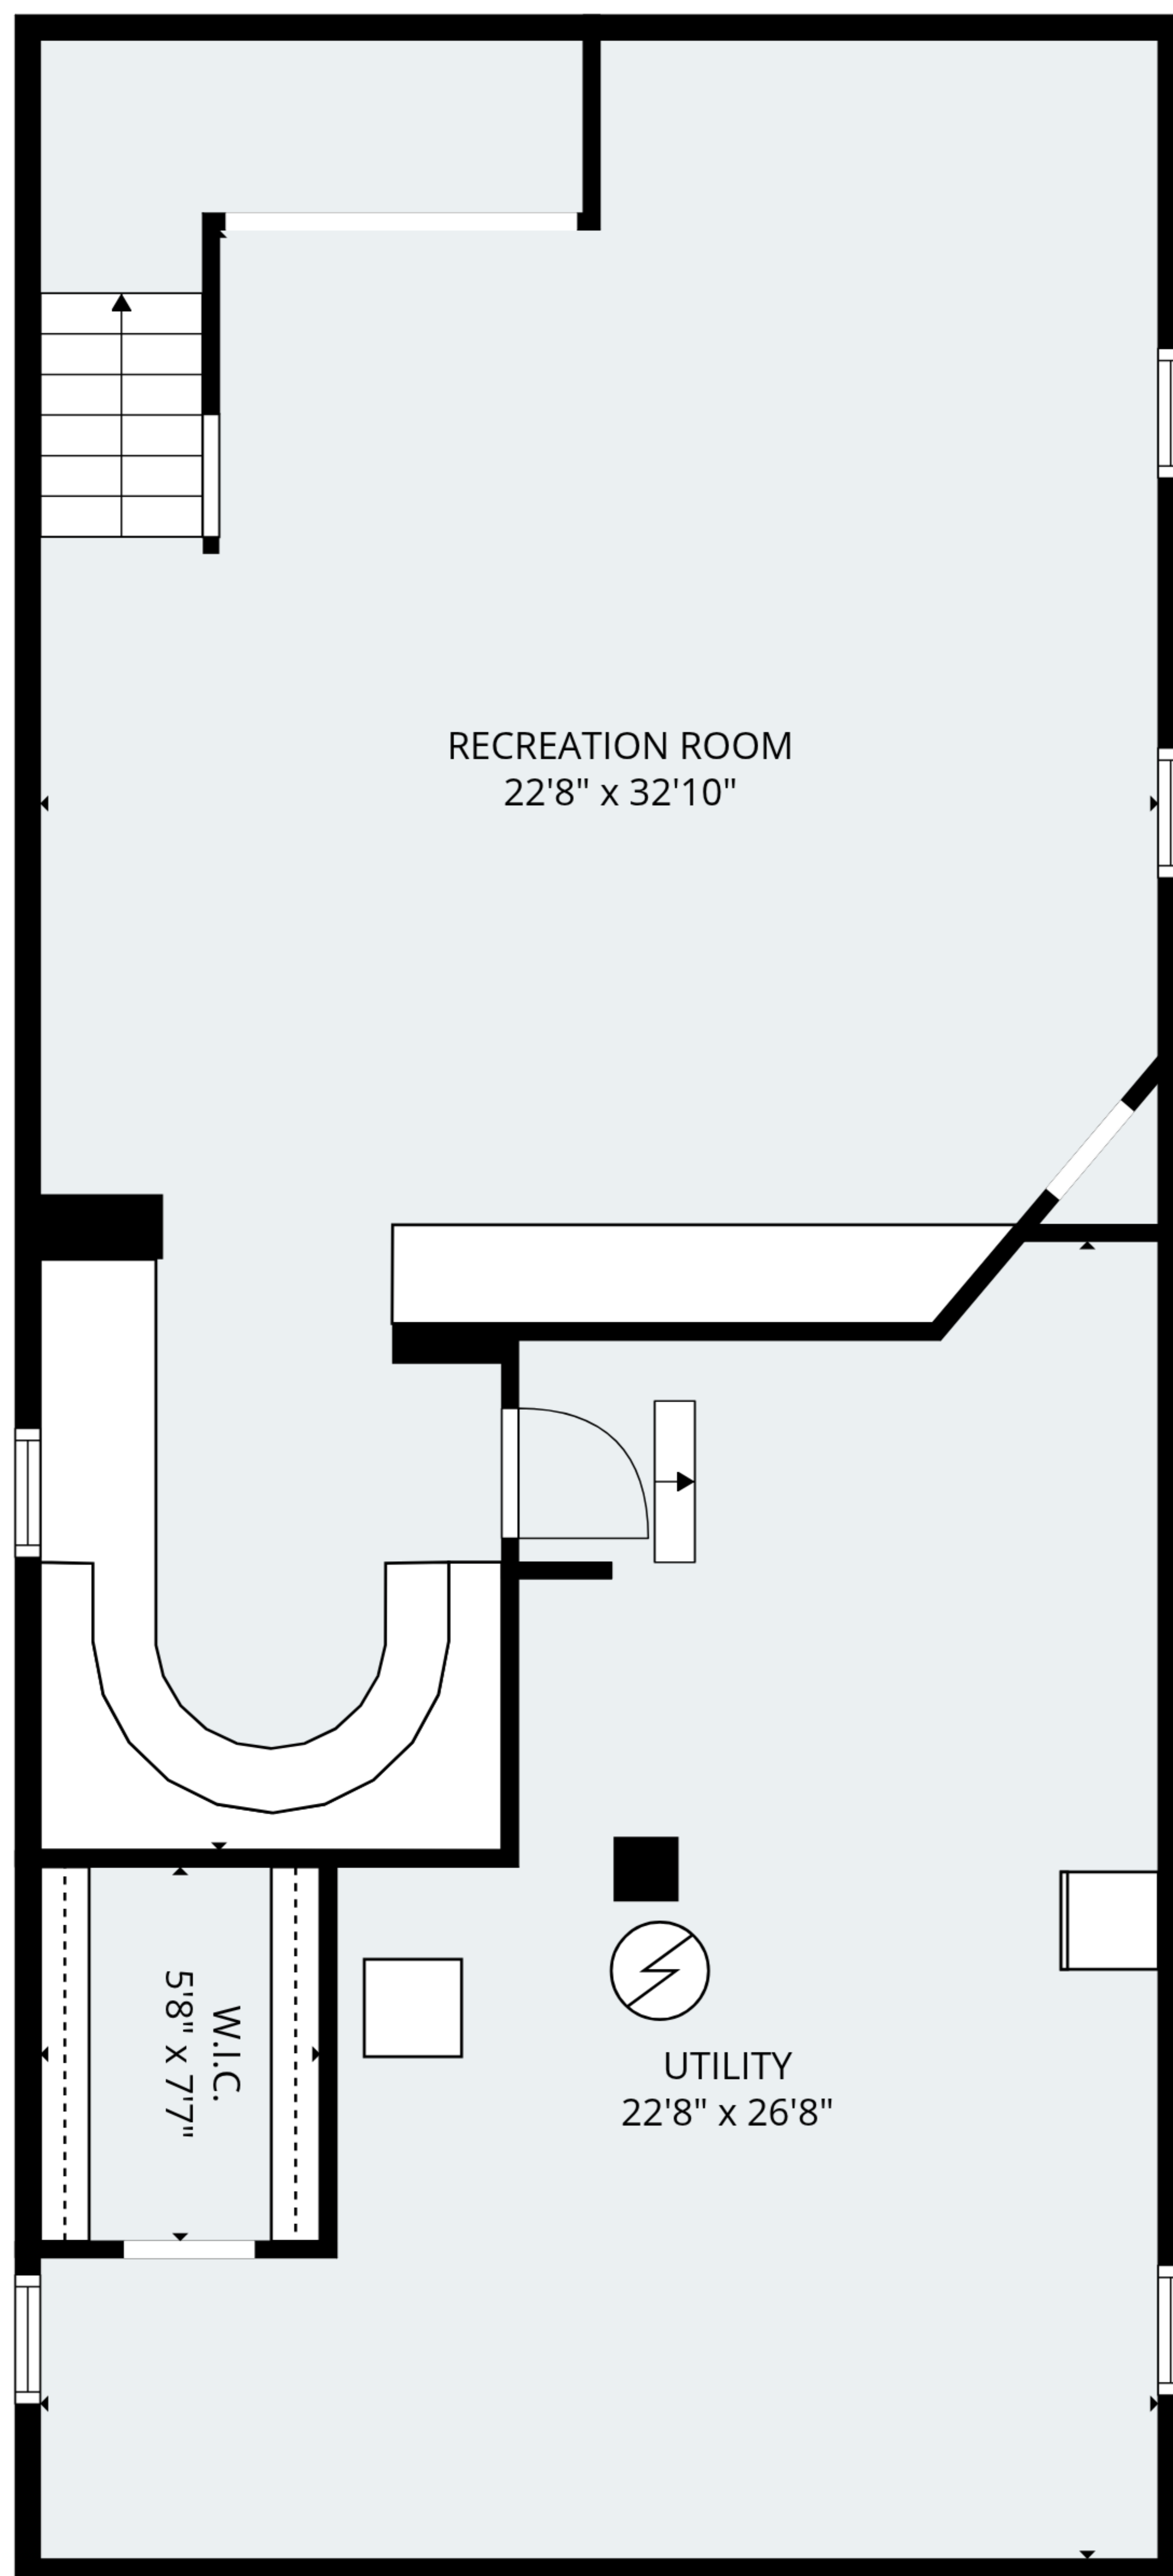 RECREATION ROOM
22'8" x 32'10"
W.I.C.
5'8" x 7'7"
UTILITY
22'8" x 26'8"